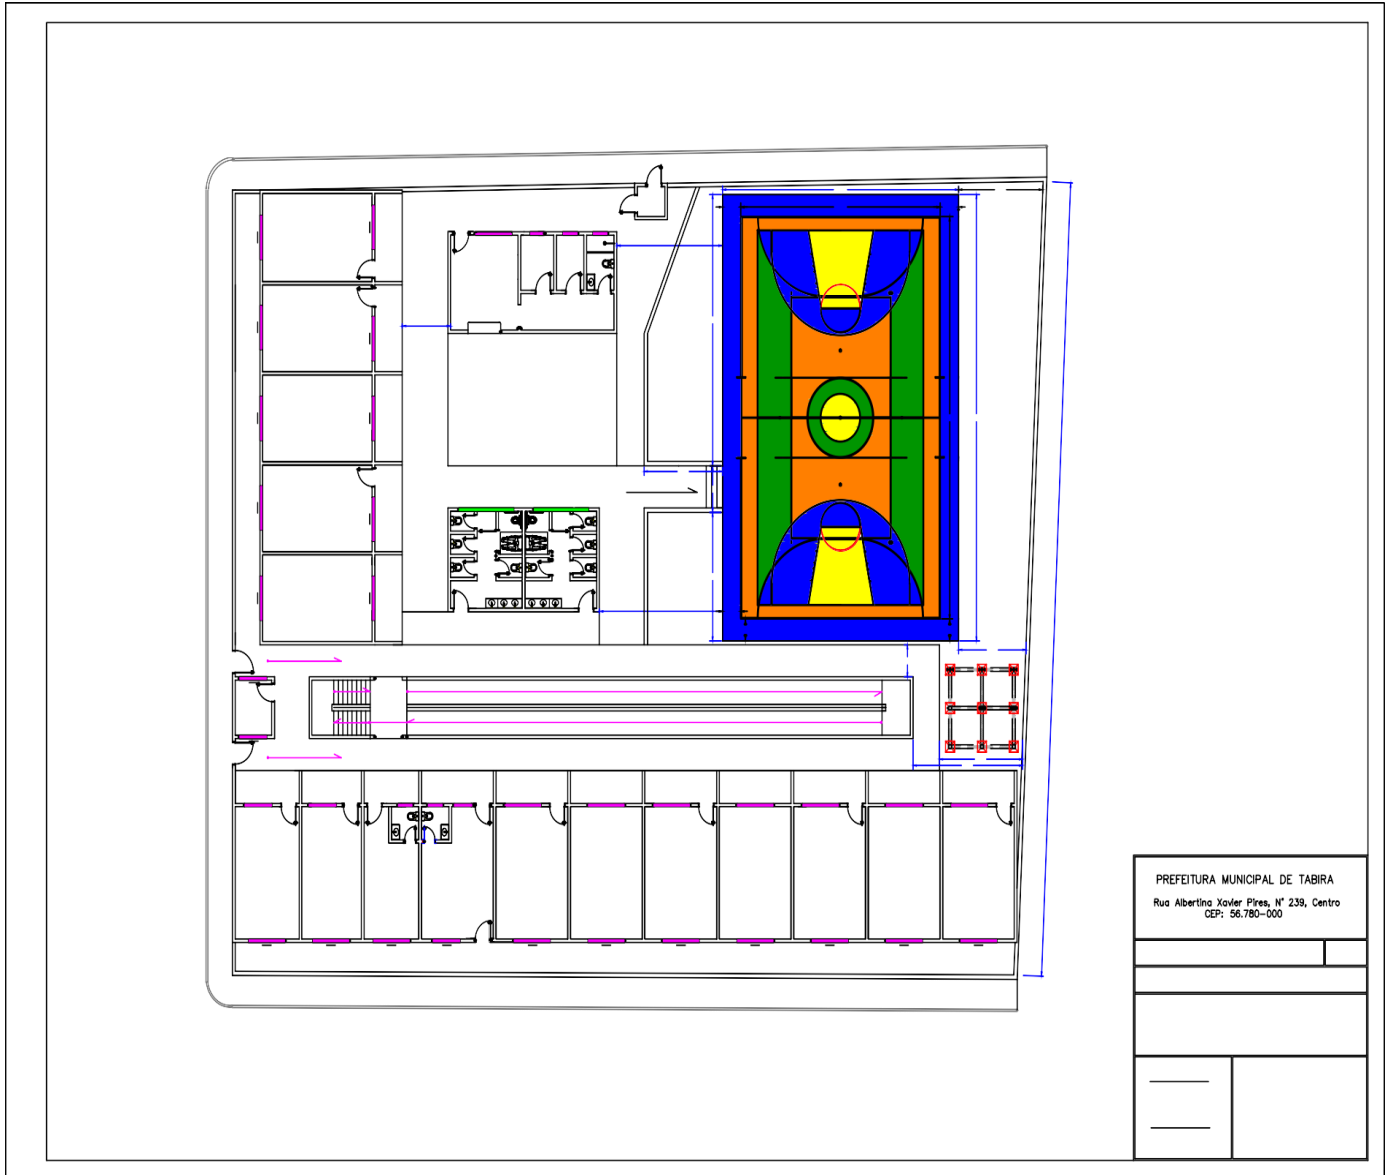 PREFEITURA MUNICIPAL DE TABIRA
Rua Albertina Xavier Pires, N° 239, Centro
CEP: 56.780-000